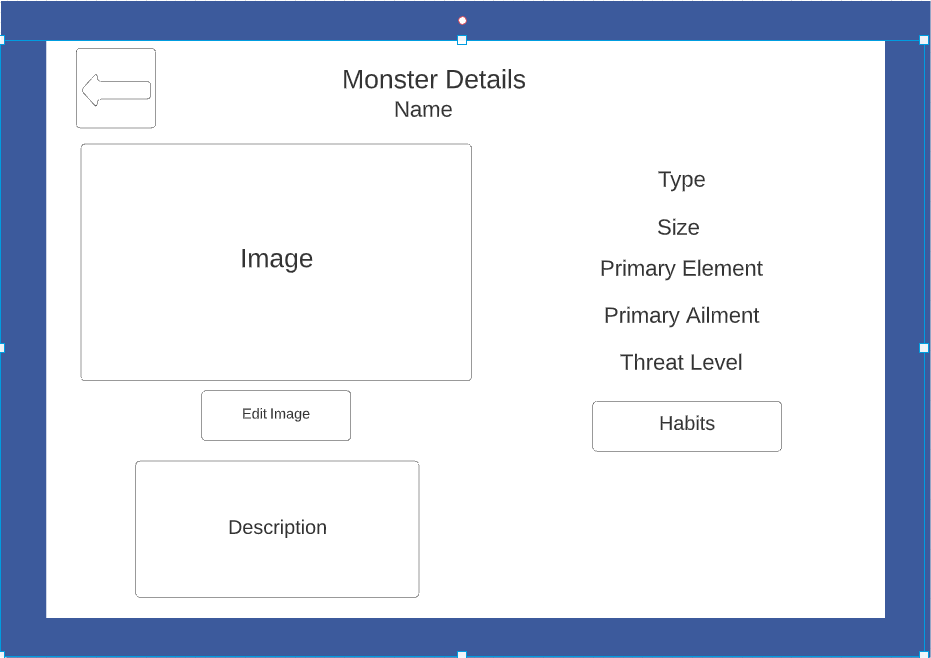 Monster Details
Name
Image
Edit Image
Description
Type
Size
Primary Element
Primary Ailment
Threat Level
Habits